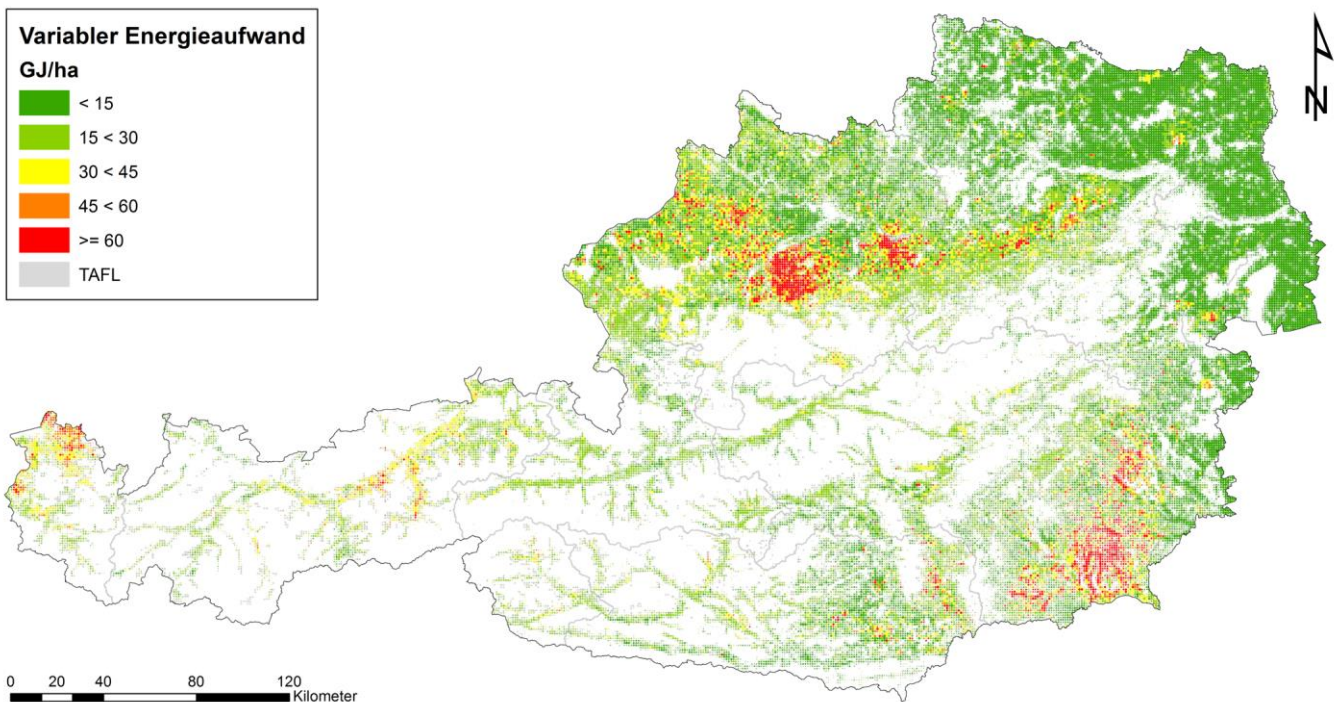 Variabler Energieaufwand
GJ/ha
< 15
15 < 30
30 < 45
45 < 60
>= 60
TAFL
N
0 20 40 80 120
Kilometer